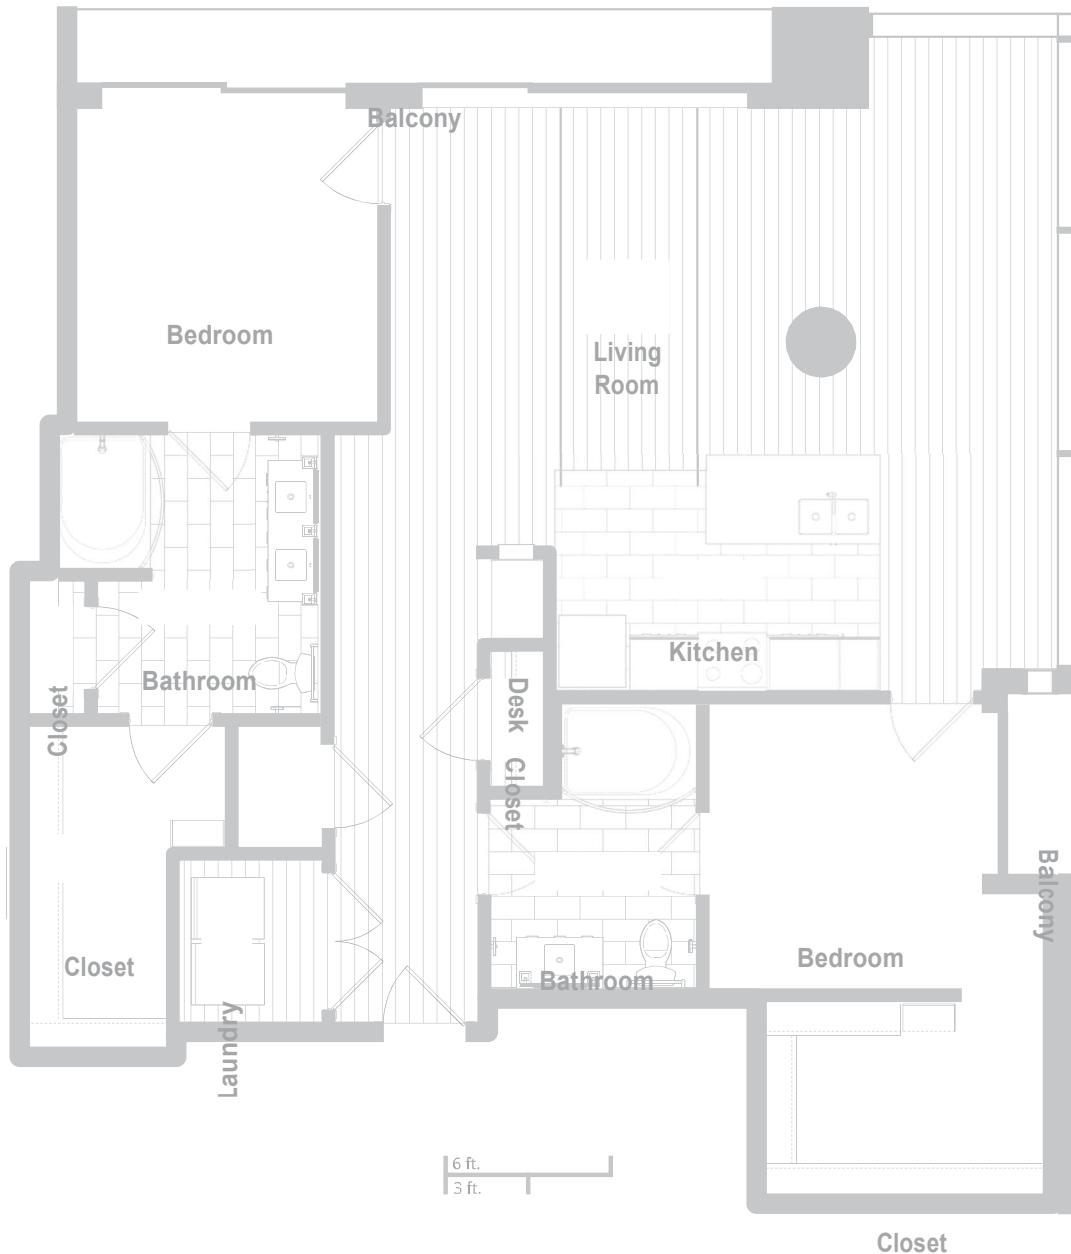 Balcony
Bedroom
Living
Room
Kitchen
Bathroom
Closet
Desk
Closet
Balcony
Closet
Bedroom
Bathroom
Laundry
6 ft.
3 ft.
Closet